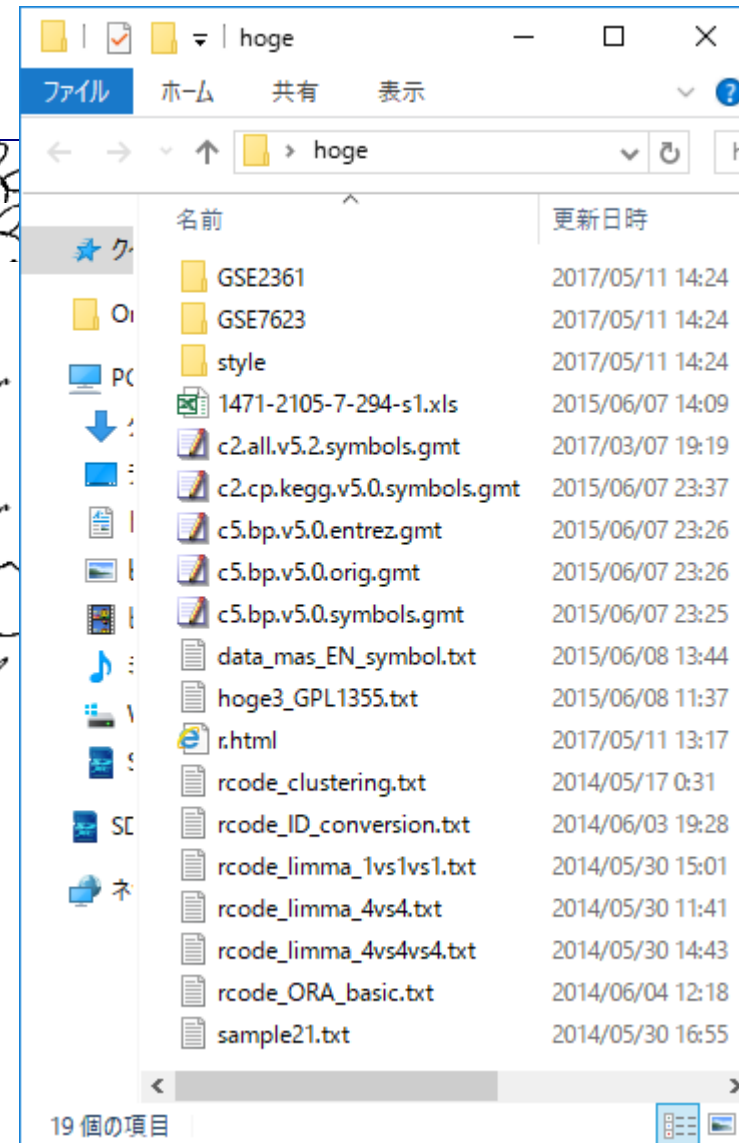 hoge
ファイル ホーム 共有 表示
hoge
名前 更新日時
GSE2361 2017/05/11 14:24
GSE7623 2017/05/11 14:24
style 2017/05/11 14:24
PC 1471-2105-7-294-s1.xls 2015/06/07 14:09
c2.all.v5.2.symbols.gmt 2017/03/07 19:19
c2.cp.kegg.v5.0.symbols.gmt 2015/06/07 23:37
c5.bp.v5.0.entrez.gmt 2015/06/07 23:26
c5.bp.v5.0.orig.gmt 2015/06/07 23:26
c5.bp.v5.0.symbols.gmt 2015/06/07 23:25
data_mas_EN_symbol.txt 2015/06/08 13:44
hoge3_GPL1355.txt 2015/06/08 11:37
r.html 2017/05/11 13:17
rcode_clustering.txt 2014/05/17 0:31
rcode_ID_conversion.txt 2014/06/03 19:28
rcode_limma_1vs1vs1.txt 2014/05/30 15:01
rcode_limma_4vs4.txt 2014/05/30 11:41
rcode_limma_4vs4vs4.txt 2014/05/30 14:43
rcode_ORA_basic.txt 2014/06/04 12:18
sample21.txt 2014/05/30 16:55
19 個の項目